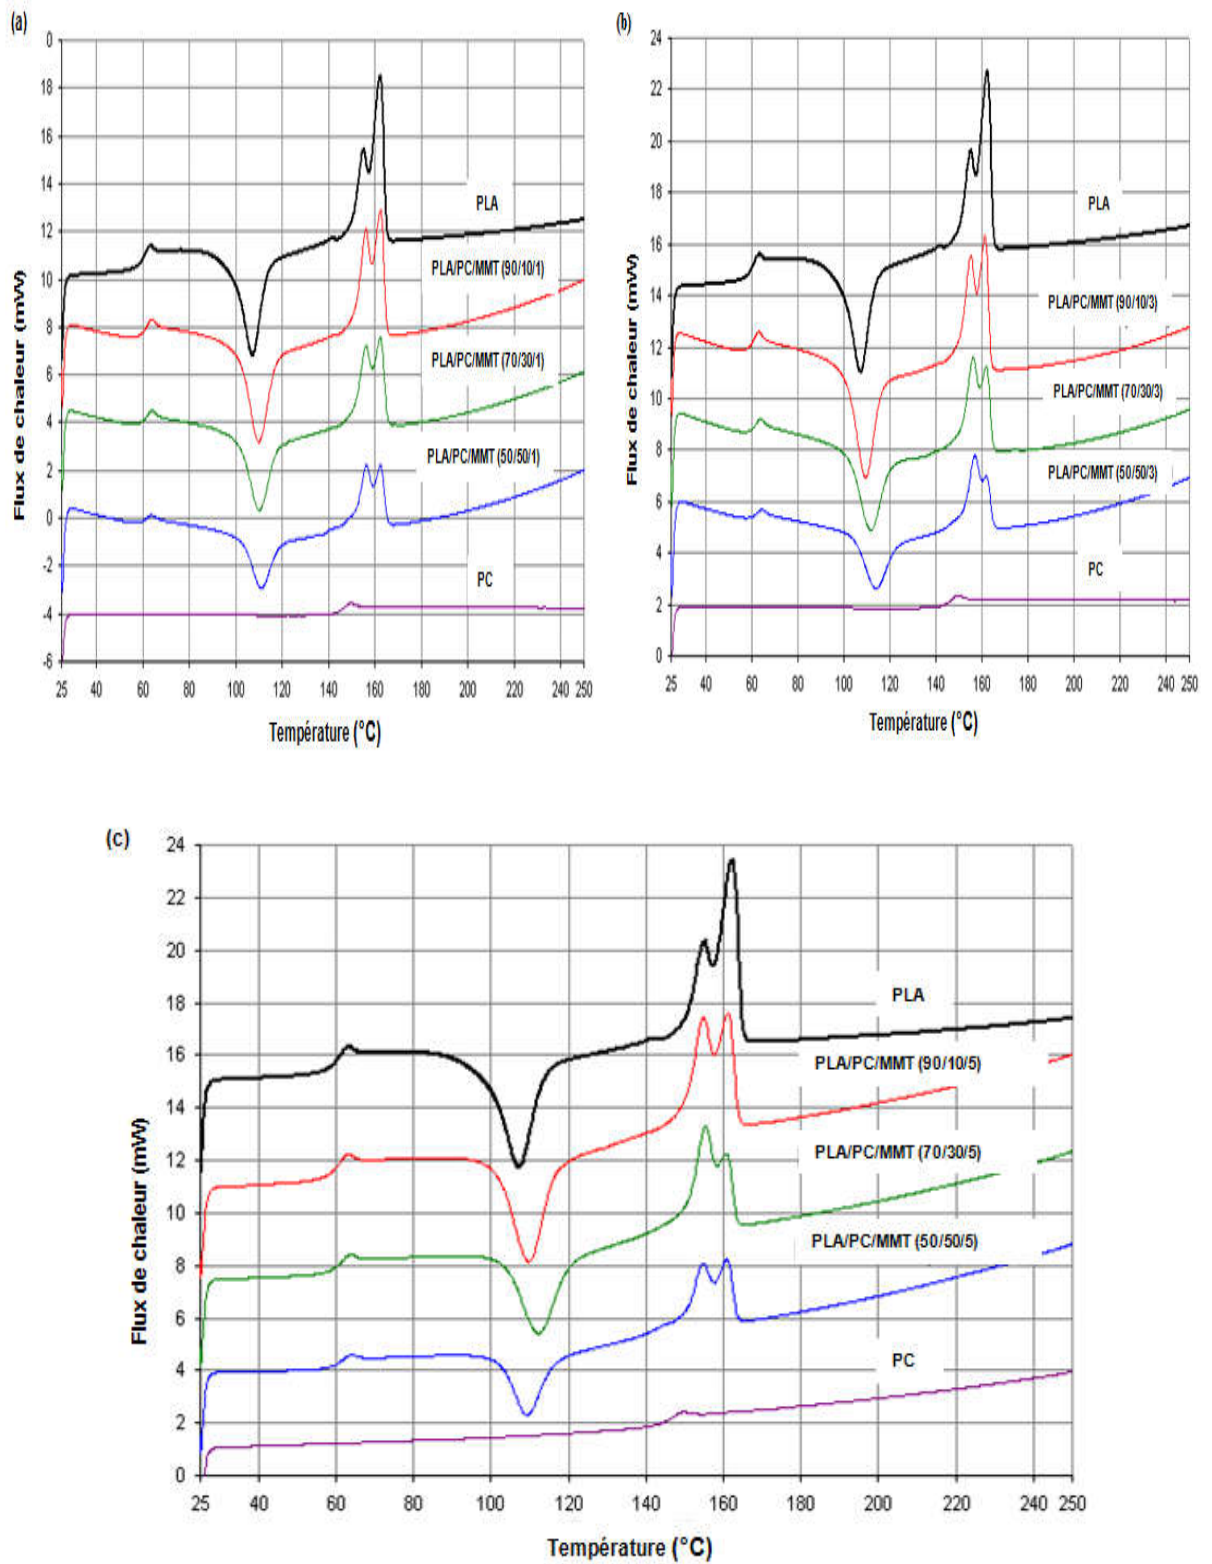 (a)
0
18
16
14
12
10
8
6
4
2
0
-2
-4
-6
25 40 60 80 100 120 140 160 180 200 220 250
Flux de chaleur (mW)
Température (°C)
PLA
PLA/PC/MMT (90/10/1)
PLA/PC/MMT (70/30/1)
PLA/PC/MMT (50/50/1)
PC
(b)
24
22
20
18
16
14
12
10
8
6
4
2
0
25 40 60 80 100 120 140 160 180 200 220 240 250
Flux de chaleur (mW)
Température (°C)
PLA
PLA/PC/MMT (90/10/3)
PLA/PC/MMT (70/30/3)
PLA/PC/MMT (50/50/3)
PC
(c)
24
22
20
18
16
14
12
10
8
6
4
2
0
25 40 60 80 100 120 140 160 180 200 220 240 250
Flux de chaleur (mW)
Température (°C)
PLA
PLA/PC/MMT (90/10/5)
PLA/PC/MMT (70/30/5)
PLA/PC/MMT (50/50/5)
PC